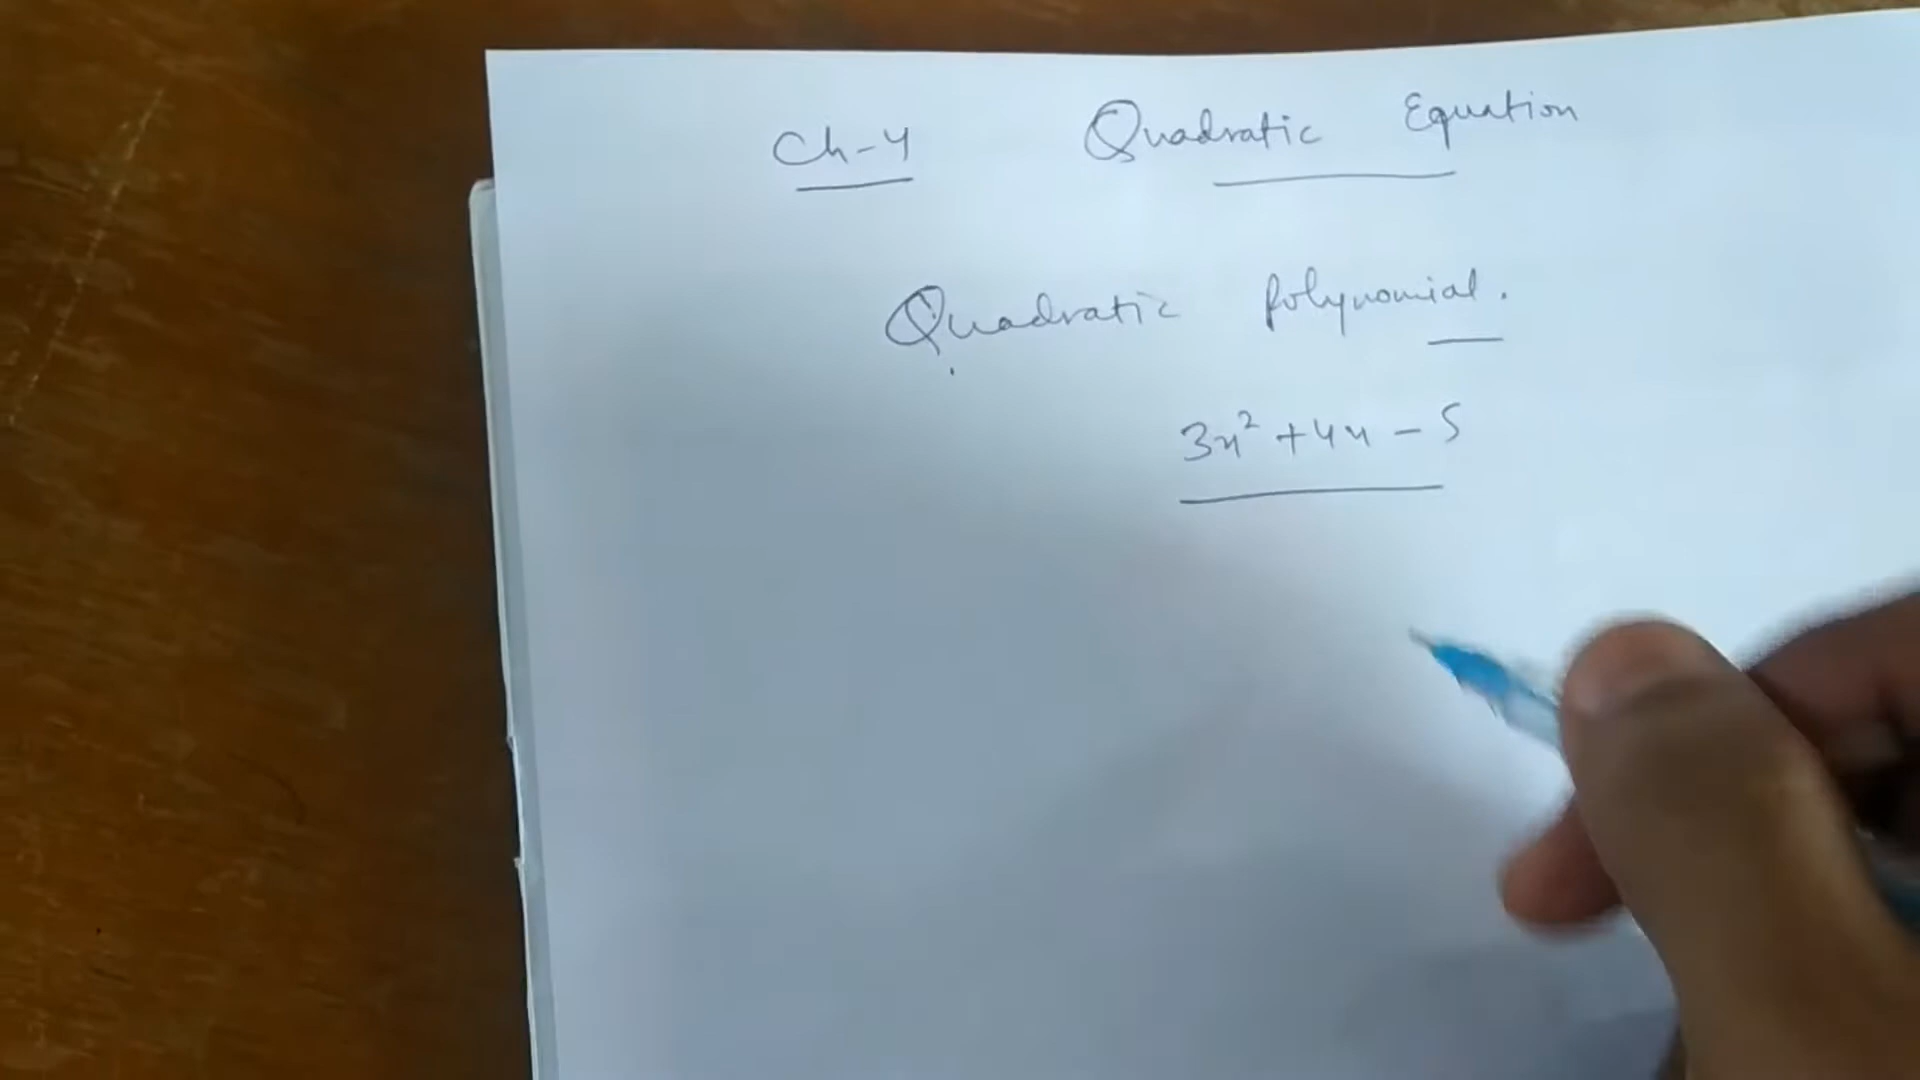 Ch-4 Quadratic Equation
Quadratic polynomial.
3x² + 4x - 5